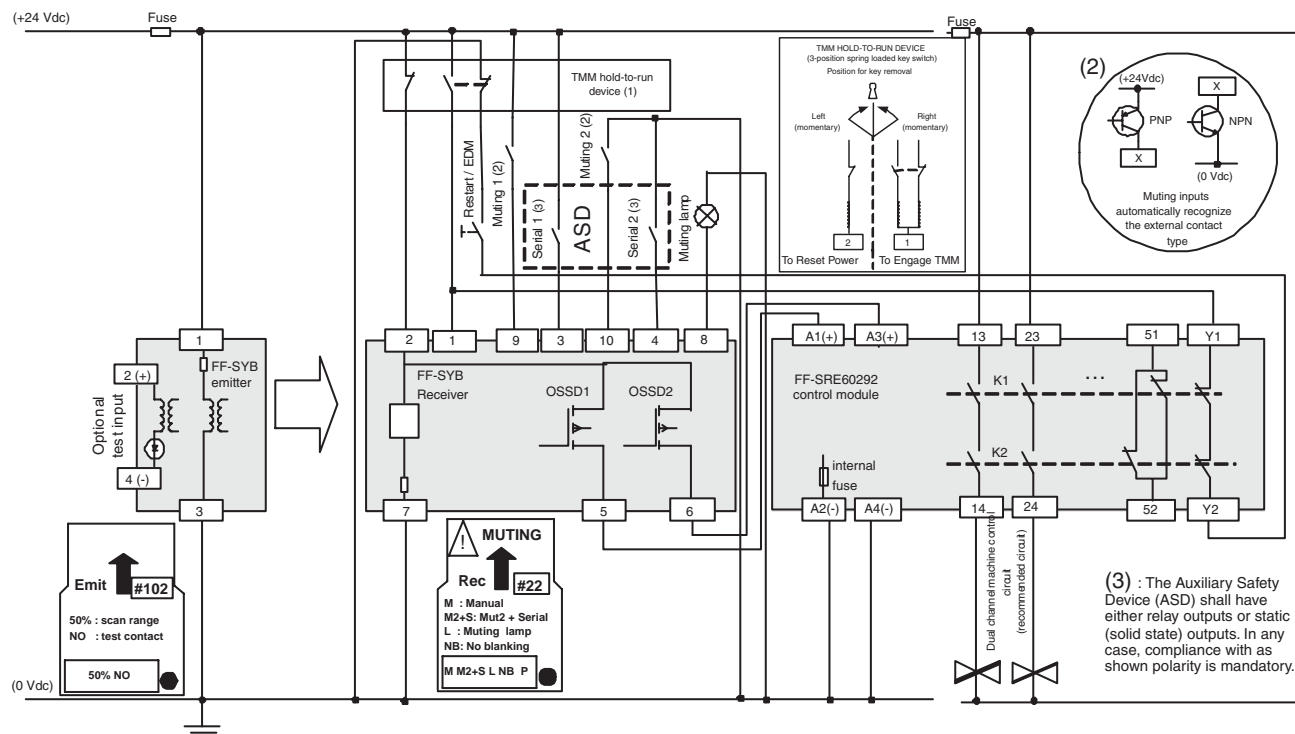 (+24 Vdc)
Fuse
Fuse
TMM hold-to-run
device (1)
TMM HOLD-TO-RUN DEVICE
(3-position spring loaded key switch)
Position for key removal
Left
(momentary)
Right
(momentary)
2
1
To Reset Power
To Engage TMM
(2)
(+24Vdc)
PNP
X
X
NPN
(0 Vdc)
Muting inputs
automatically recognize
the external contact
type
Restart / EDM
Muting 1 (2)
Serial 1 (3)
ASD
Muting 2 (2)
Serial 2 (3)
Muting lamp
1
FF-SYB
emitter
2 (+)
Optional
test input
4 (-)
3
2
1
9
3
10
4
8
FF-SYB
Receiver
OSSD1
OSSD2
7
5
6
A1(+)
A3(+)
13
23
51
Y1
FF-SRE60292
control module
K1
...
K2
internal
fuse
A2(-)
A4(-)
14
24
52
Y2
Emit
#102
50% : scan range
NO : test contact
50% NO
! MUTING
Rec
#22
M : Manual
M2+S: Mut2 + Serial
L : Muting lamp
NB: No blanking
M M2+S L NB P
Dual channel machine control
circuit
(recommended circuit)
(3) : The Auxiliary Safety
Device (ASD) shall have
either relay outputs or static
(solid state) outputs. In any
case, compliance with as
shown polarity is mandatory.
(0 Vdc)